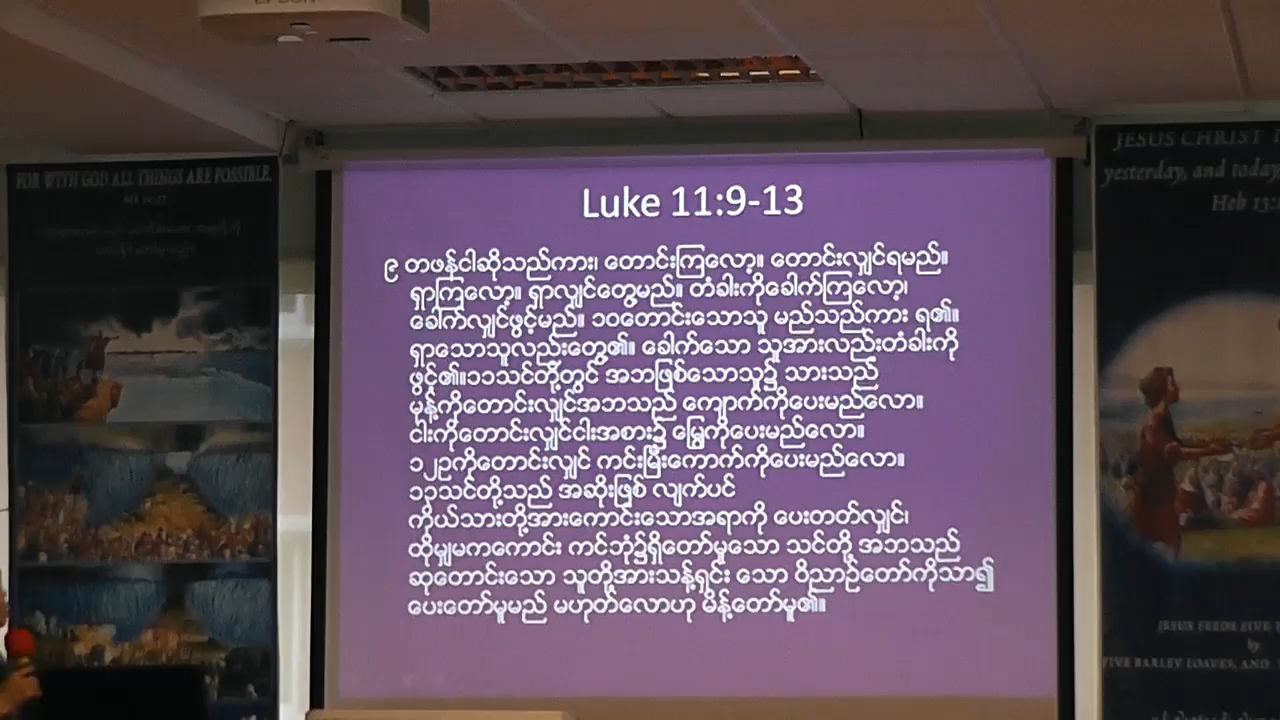 EPSON
FOR WITH GOD ALL THINGS ARE POSSIBLE.
Luke 11:9-13
၉ တဖန်ငါဆိုသည်ကား၊ တောင်းကြလော့။ တောင်းလျှင်ရမည်။
ရှာကြလော့။ ရှာလျှင်တွေ့မည်။ တံခါးကိုခေါက်ကြလော့၊
ခေါက်လျှင်ဖွင့်မည်။ ၁၀တောင်းသောသူ မည်သည်ကား ရ၏။
ရှာသောသူလည်းတွေ့၏။ ခေါက်သော သူအားလည်းတံခါးကို
ဖွင့်၏။၁၁သင်တို့တွင် အဘဖြစ်သောသူ၌ သားသည်
မုန့်ကိုတောင်းလျှင်အဘသည် ကျောက်ကိုပေးမည်လော။
ငါးကိုတောင်းလျှင်ငါးအစား၌ မြွေကိုပေးမည်လော။
၁၂ဥကိုတောင်းလျှင် ကင်းမြီးကောက်ကိုပေးမည်လော။
၁၃သင်တို့သည် အဆိုးဖြစ် လျက်ပင်
ကိုယ်သားတို့အားကောင်းသောအရာကို ပေးတတ်လျှင်၊
ထိုမျှမကကောင်း ကင်ဘုံ၌ရှိတော်မူသော သင်တို့ အဘသည်
ဆုတောင်းသော သူတို့အားသန့်ရှင်း သော ဝိညာဉ်တော်ကိုသာ၍
ပေးတော်မူမည် မဟုတ်လောဟု မိန့်တော်မူ၏။
JESUS CHRIST
yesterday, and today
Heb 13:
JESUS FEEDS FIVE
by
FIVE BARLEY LOAVES, AND